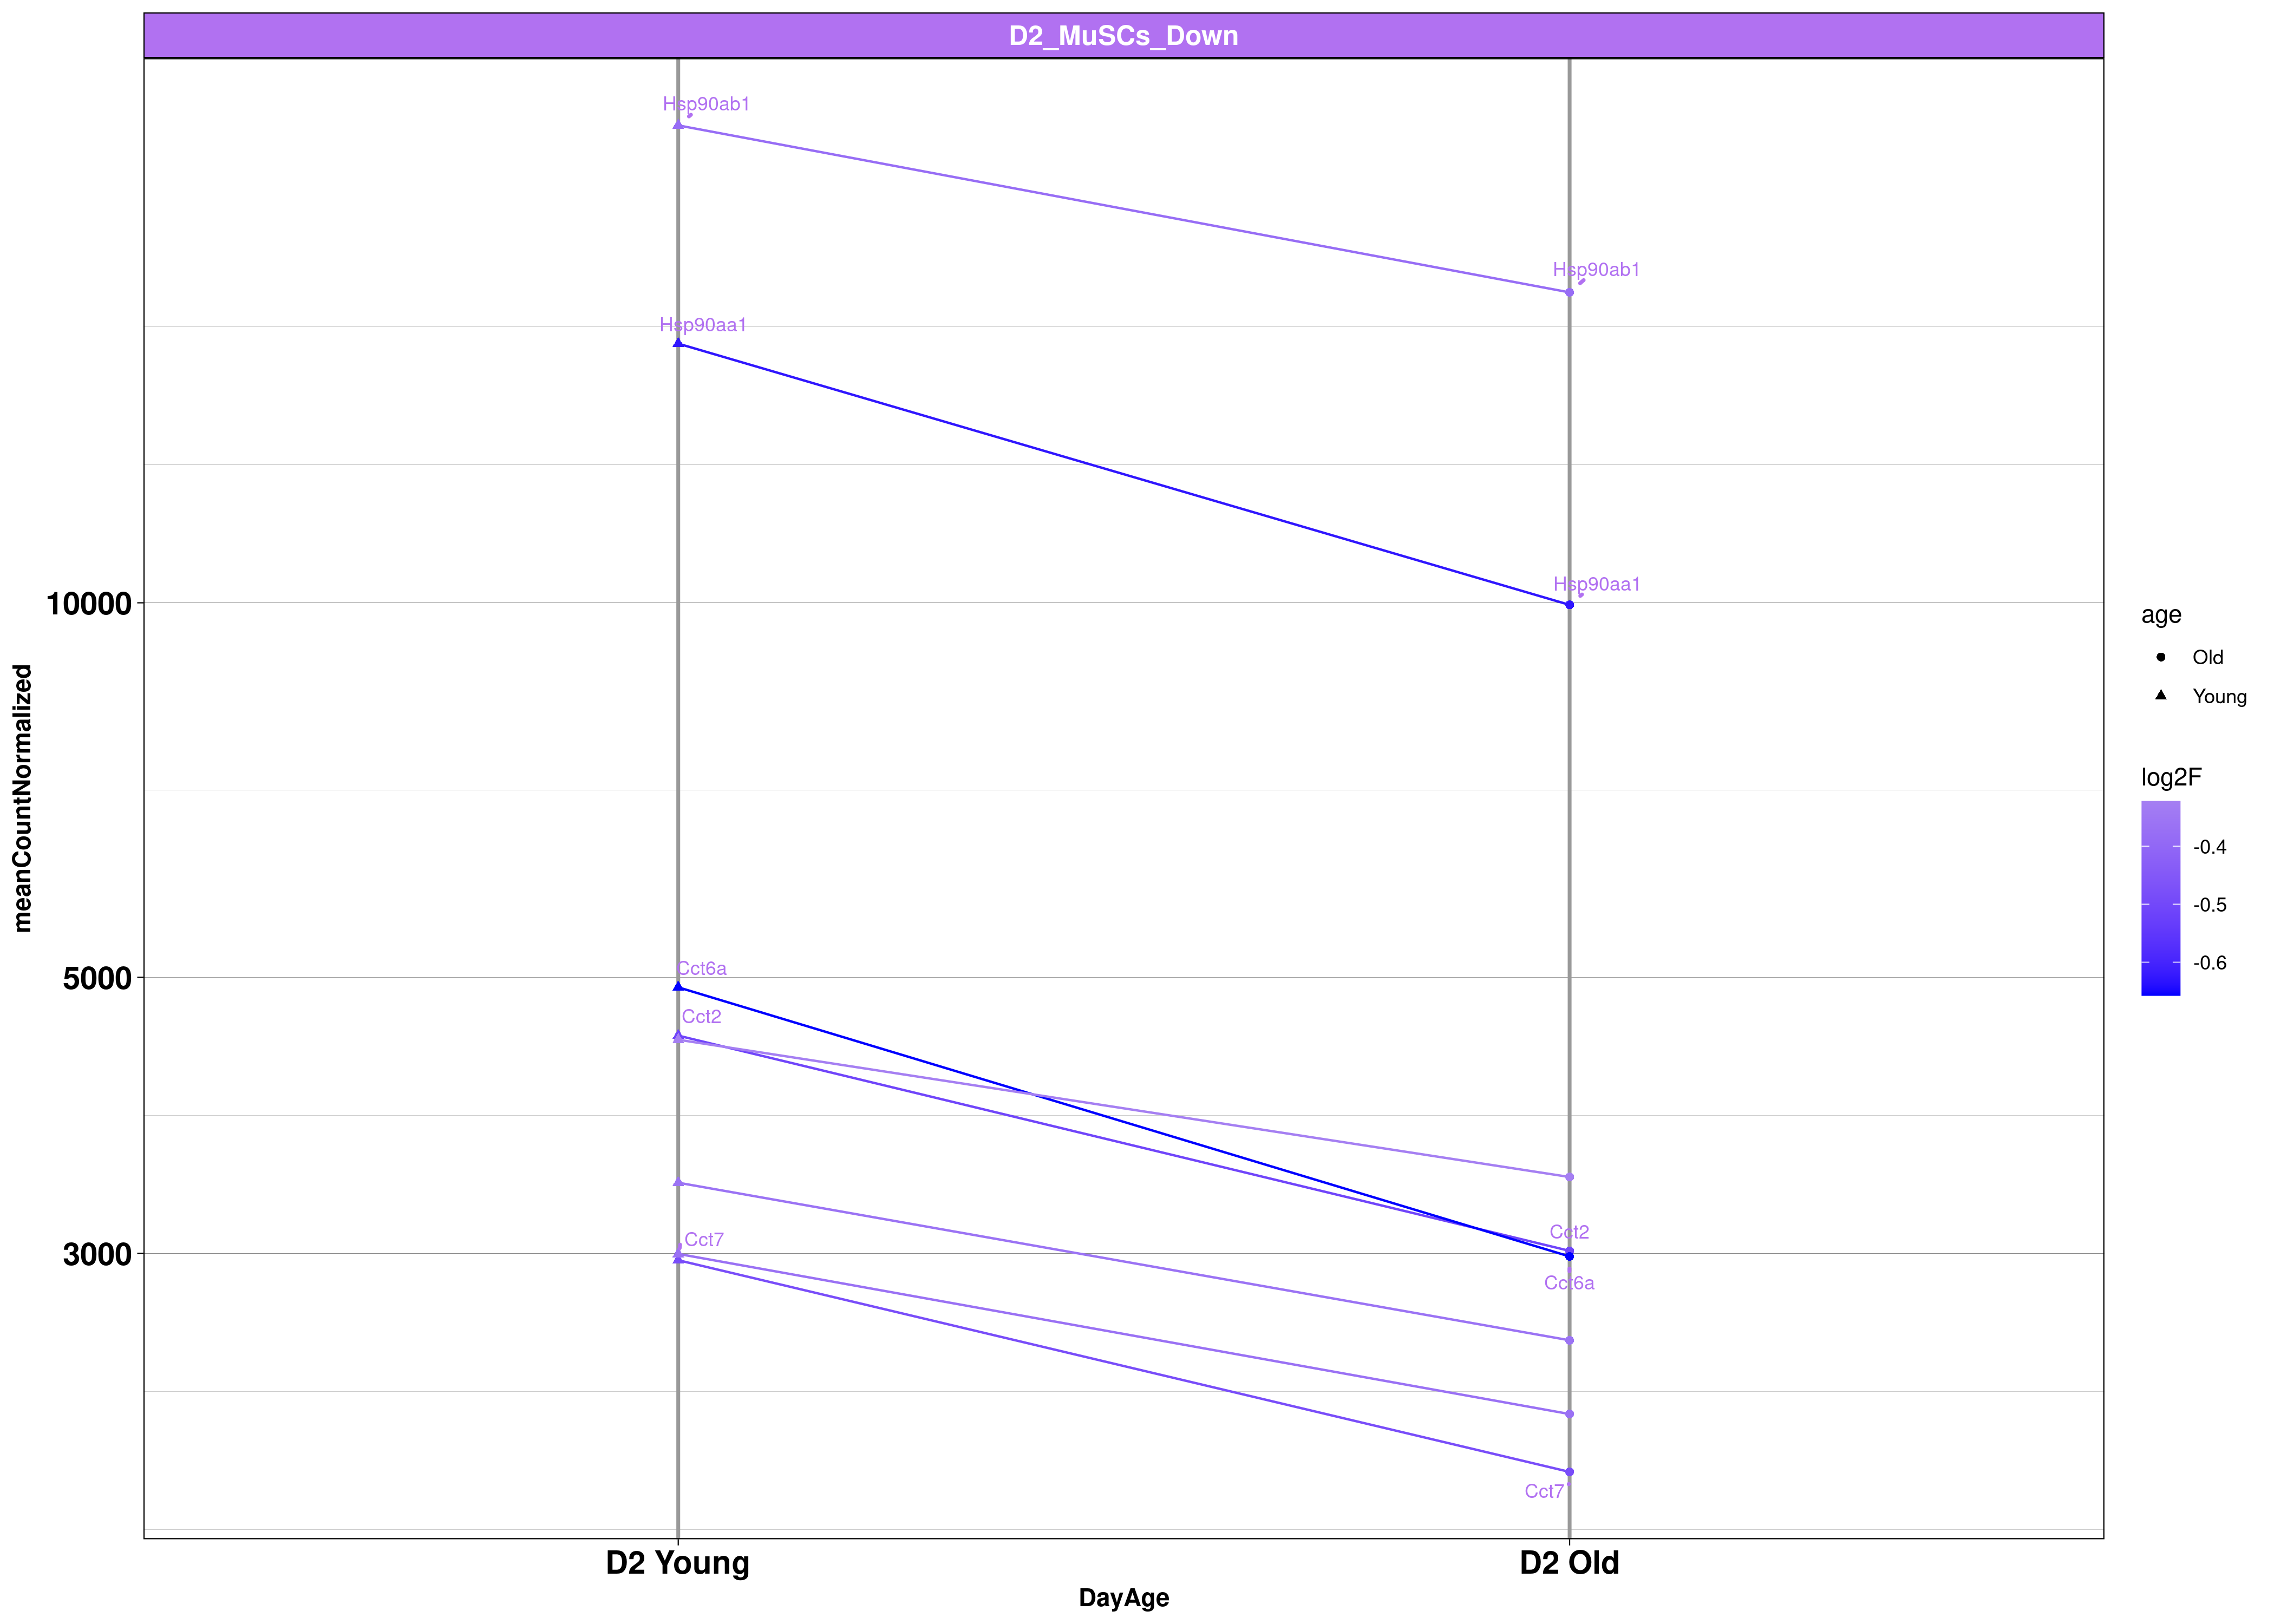 D2_MuSCs_Down
Hsp90ab1
Hsp90ab1
Hsp90aa1
Hsp90aa1
Cct6a
Cct2
Cct7
Cct2
Cct6a
Cct7
10000
5000
3000
meanCountNormalized
D2 Young
D2 Old
DayAge
age
Old
Young
log2F
-0.4
-0.5
-0.6